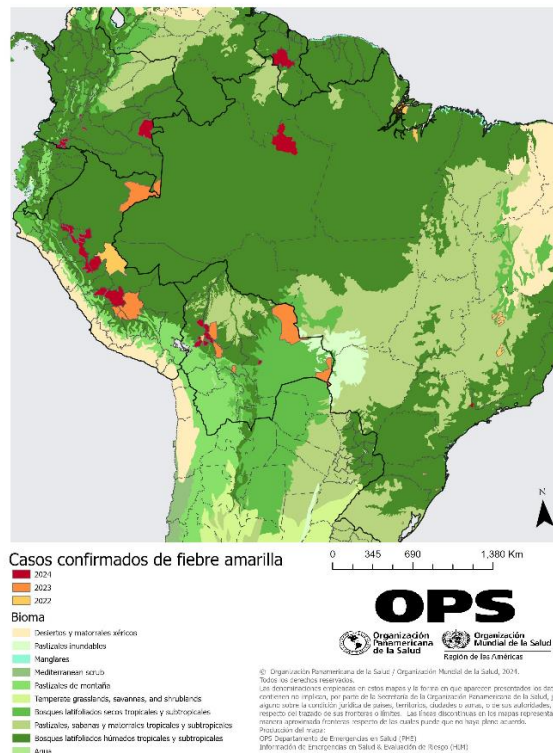 N
Casos confirmados de fiebre amarilla
0 345 690 1,380 Km
2024
2023
2022
Bioma
Desiertos y matorrales xéricos
Pastizales inundables
Manglares
Mediterranean scrub
Pastizales de montaña
Temperate grasslands, savannas, and shrublands
Bosques latifoliados secos tropicales y subtropicales
Pastizales, sabanas y matorrales tropicales y subtropicales
Bosques latifoliados húmedos tropicales y subtropicales
Agua
OPS
Organización
Panamericana
de la Salud
Organización
Mundial de la Salud
Región de las Américas
© Organización Panamericana de la Salud / Organización Mundial de la Salud, 2024.
Todos los derechos reservados.
Las denominaciones empleadas en estos mapas y la forma en que aparecen presentados los dat
contienen no implican, por parte de la Secretaría de la Organización Panamericana de la Salud, j
alguno sobre la condición jurídica de países, territorios, ciudades o zonas, o de sus autoridades,
respecto del trazado de sus fronteras o límites. Las líneas discontinuas en los mapas representa
manera aproximada fronteras respecto de las cuales puede que no haya pleno acuerdo.
Producción del mapa:
OPS Departamento de Emergencias en Salud (PHE)
Información de Emergencias en Salud & Evaluación de Riesgo (HIM)